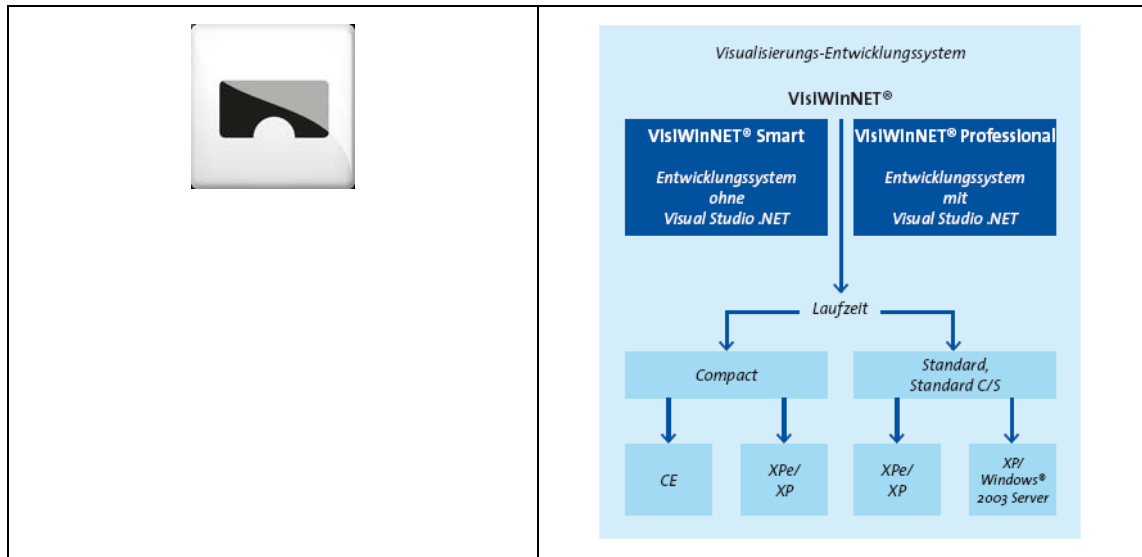 Visualisierungs-Entwicklungssystem
VisiWinNET®
VisiWinNET® Smart
Entwicklungssystem
ohne
Visual Studio .NET
VisiWinNET® Professional
Entwicklungssystem
mit
Visual Studio .NET
Laufzeit
Compact
Standard,
Standard C/S
CE
XPe/
XP
XPe/
XP
XP/
Windows®
2003 Server